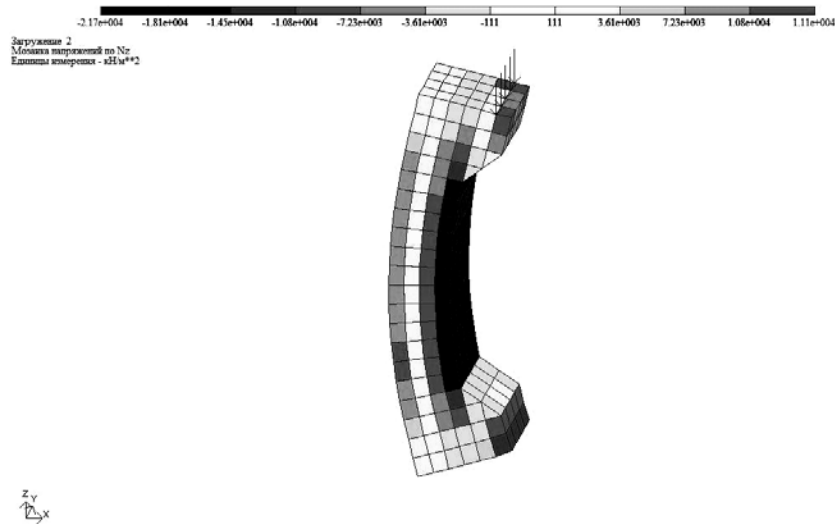 -2.17e+004 -1.81e+004 -1.45e+004 -1.08e+004 -7.23e+003 -3.61e+003 -111 111 3.61e+003 7.23e+003 1.08e+004 1.11e+004
Загружение 2
Мозаика напряжений по Nz
Единицы измерения - кН/м**2
Z
Y
X